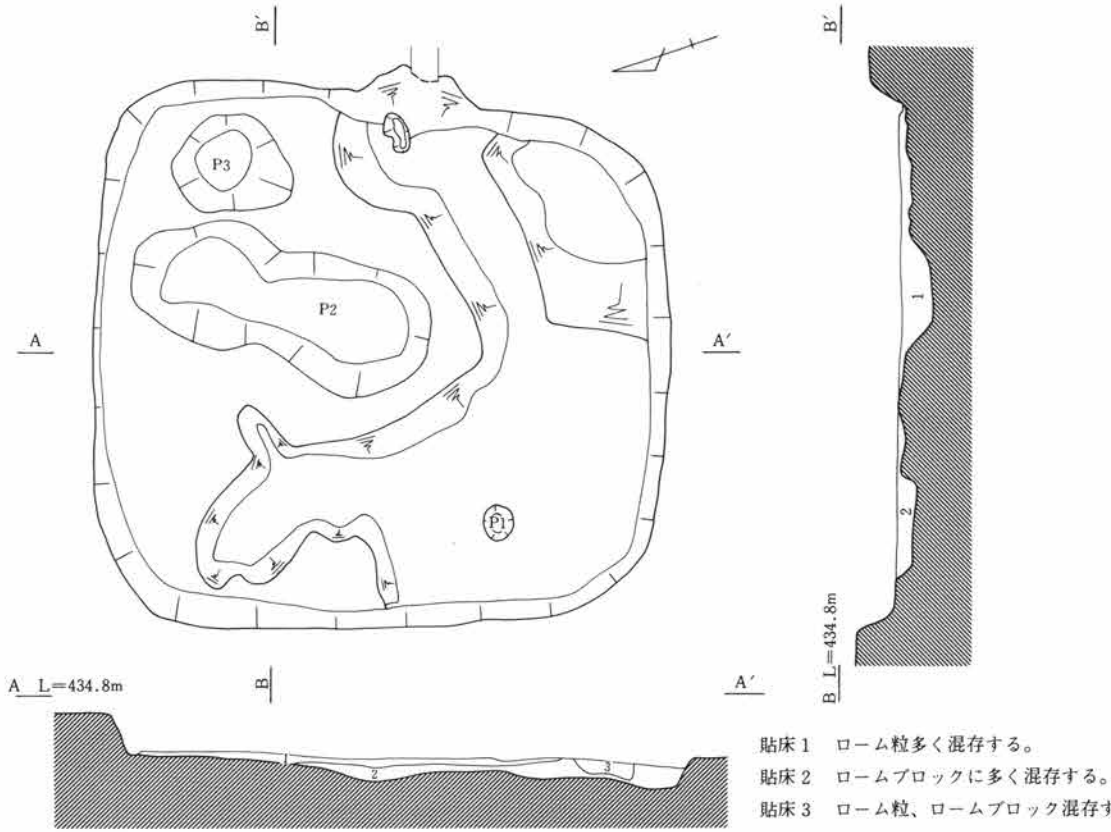 B′
B′
P3
P2
A
A′
1
P1
2
A L=434.8m
B
A′
B L=434.8m
1
2
3
貼床1 ローム粒多く混存する。
貼床2 ロームブロックに多く混存する。
貼床3 ローム粒、ロームブロック混存す